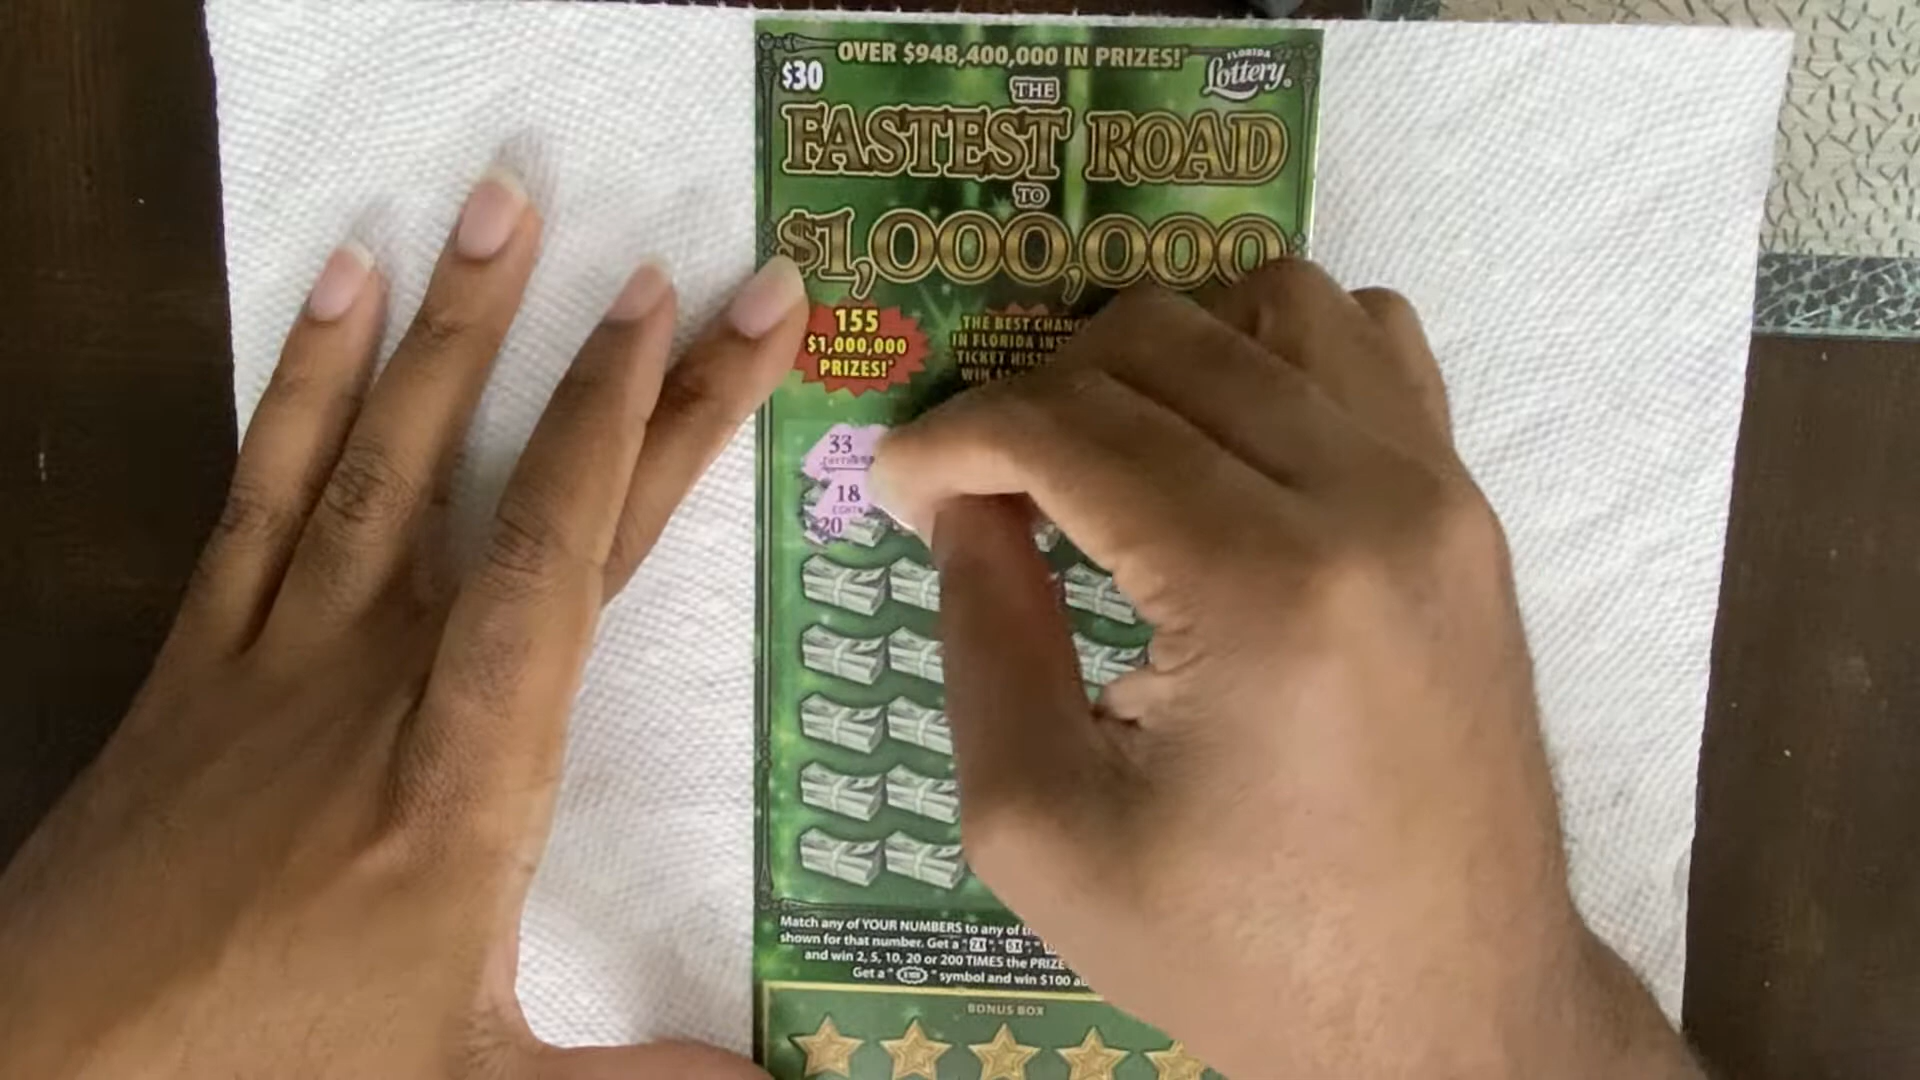 OVER $948,400,000 IN PRIZES!*
$30
FLORIDA
Lottery
THE
FASTEST ROAD
TO
$1,000,000
155
$1,000,000
PRIZES!*
THE BEST
IN FLORIDA
TICKET
33
18
20
Match any of YOUR NUMBERS to any of
shown for that number. Get a "2X", "5X",
and win 2, 5, 10, 20 or 200 TIMES the PRIZE
Get a " " symbol and win $100
BONUS BOX